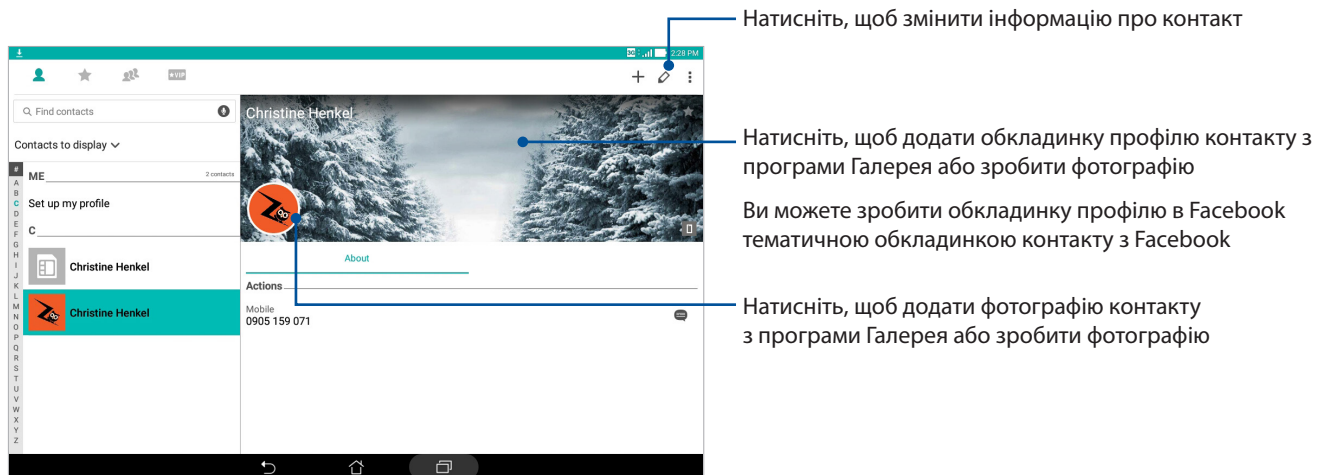 Натисніть, щоб змінити інформацію про контакт
3G 2:28 PM
VIP
Find contacts
Christine Henkel
Contacts to display
Натисніть, щоб додати обкладинку профілю контакту з
програми Галерея або зробити фотографію
Ви можете зробити обкладинку профілю в Facebook
тематичною обкладинкою контакту з Facebook
#
A
B
C
D
E
F
G
H
I
J
K
L
M
N
O
P
Q
R
S
T
U
V
W
X
Y
Z
ME 2 contacts
Set up my profile
C
Christine Henkel
Christine Henkel
About
Actions
Mobile
0905 159 071
Натисніть, щоб додати фотографію контакту
з програми Галерея або зробити фотографію